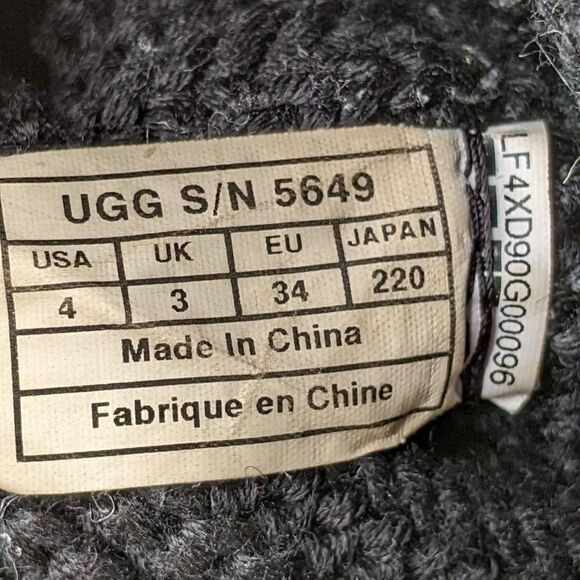 UGG S/N 5649
USA UK EU JAPAN
4 3 34 220
Made In China
Fabrique en Chine
LF4XD90G00096